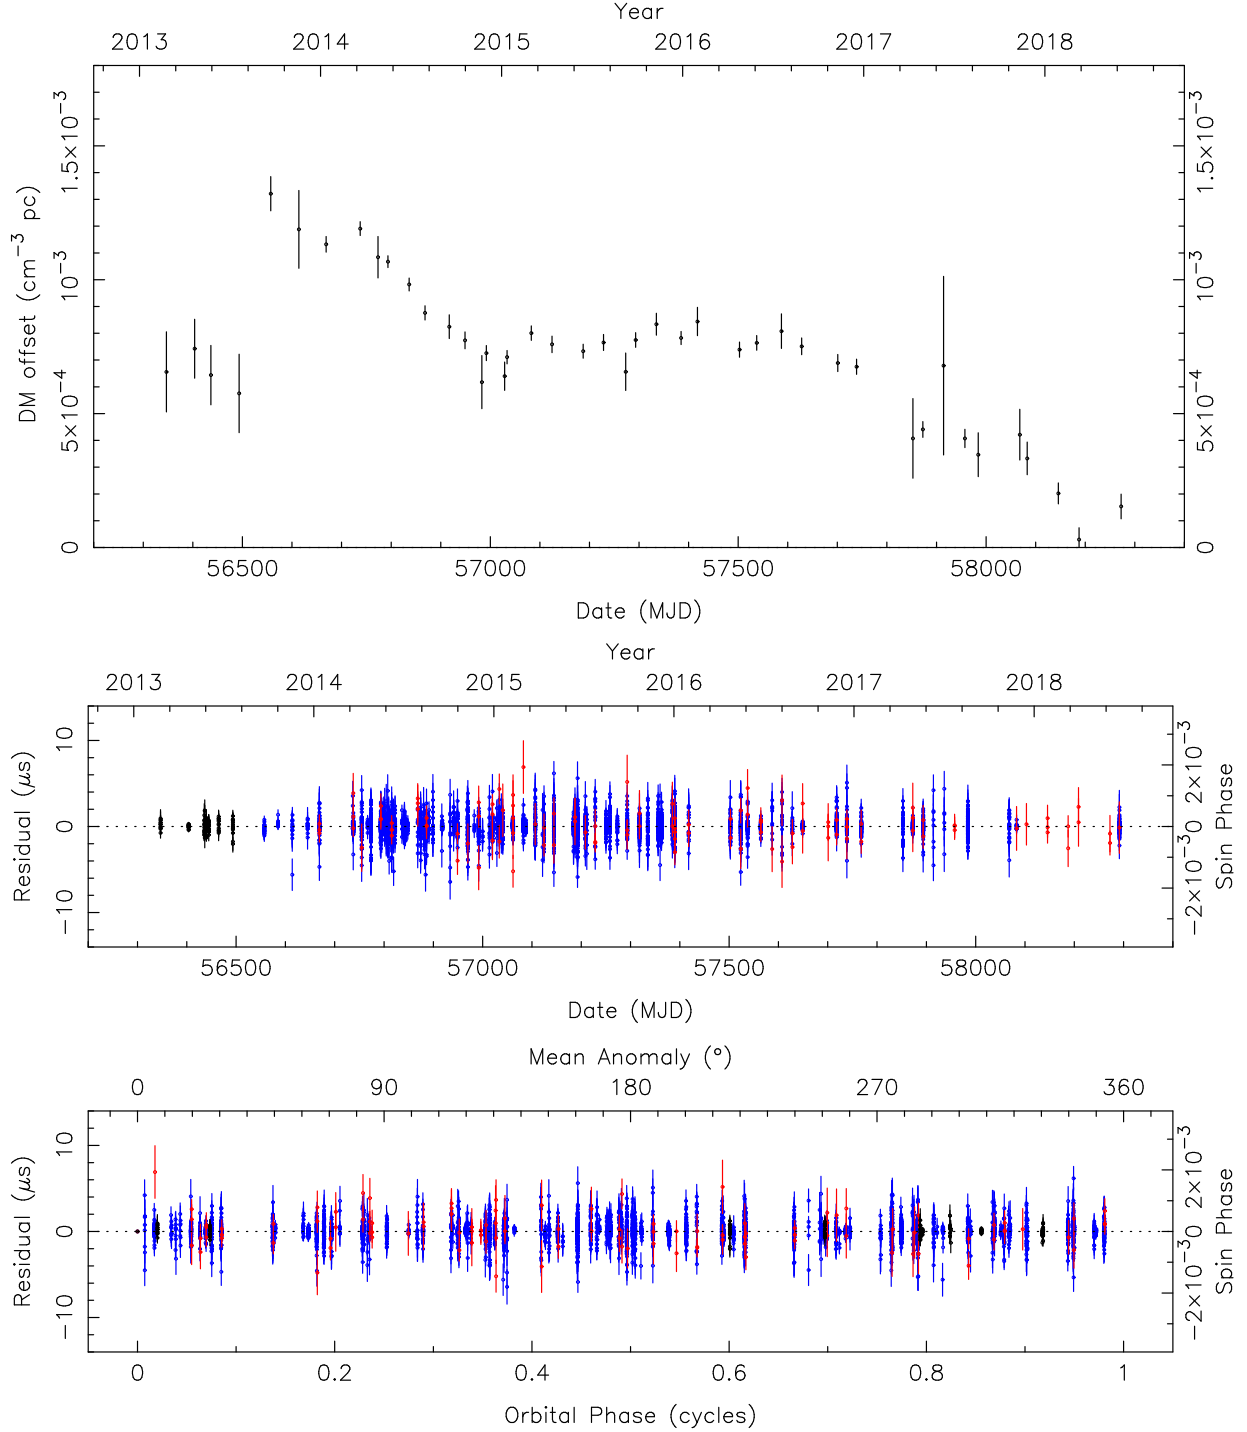 Year
2013 2014 2015 2016 2017 2018
DM offset (cm⁻³ pc)
0 5×10⁻⁴ 10⁻³ 1.5×10⁻³
0 5×10⁻⁴ 10⁻³ 1.5×10⁻³
56500 57000 57500 58000
Date (MJD)
Year
2013 2014 2015 2016 2017 2018
Residual (μs)
−10 0 10
−2×10⁻³ 0 2×10⁻³
Spin Phase
56500 57000 57500 58000
Date (MJD)
Mean Anomaly (°)
0 90 180 270 360
Residual (μs)
−10 0 10
−2×10⁻³ 0 2×10⁻³
Spin Phase
0 0.2 0.4 0.6 0.8 1
Orbital Phase (cycles)